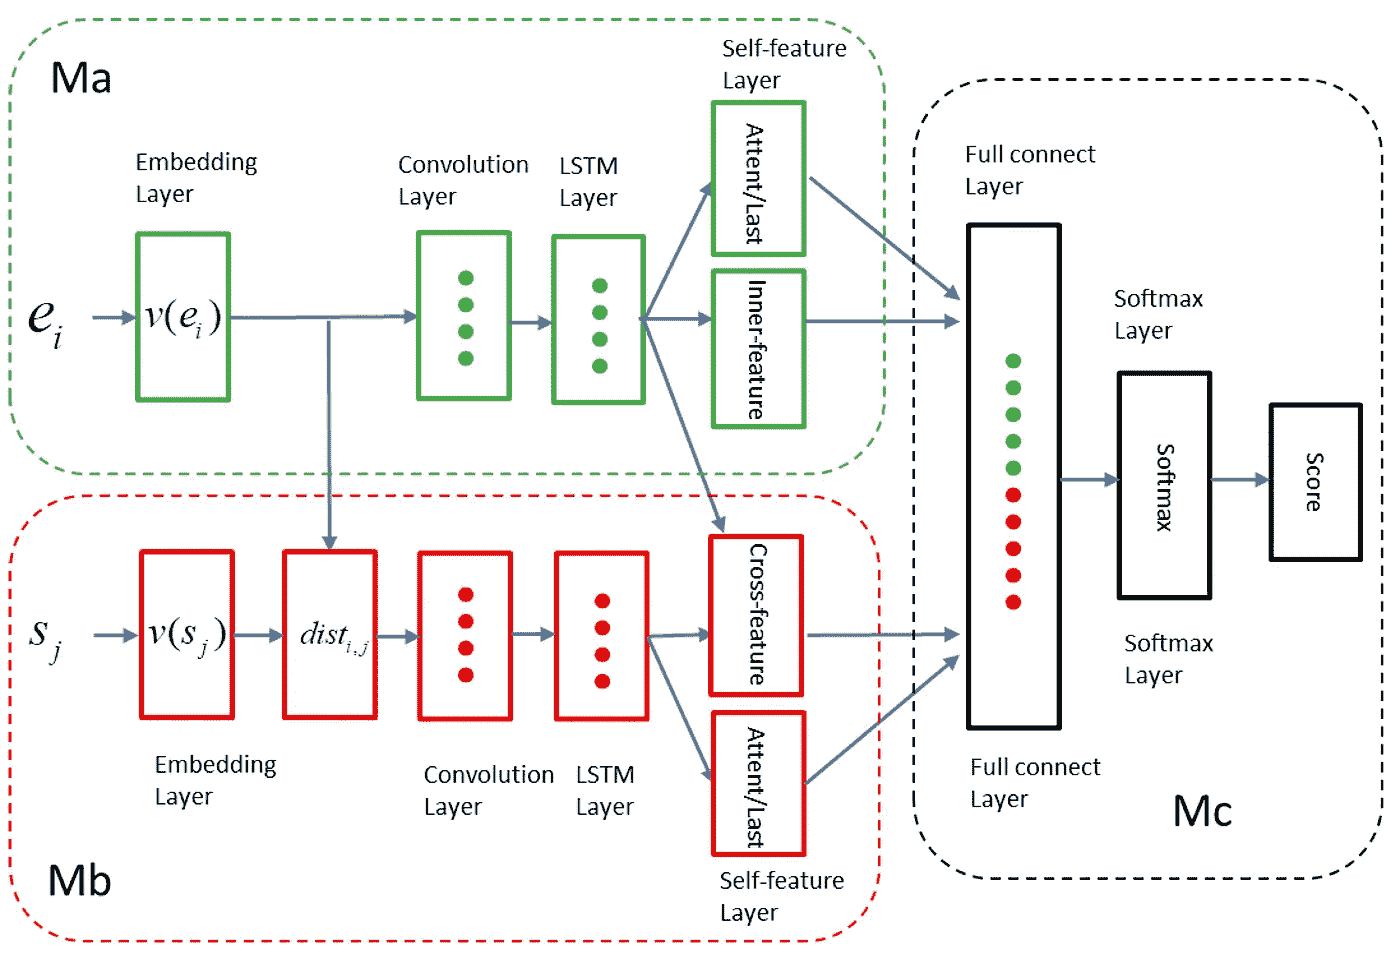 Ma
Self-feature
Layer
Embedding
Layer
Convolution
Layer
LSTM
Layer
Attent/Last
Full connect
Layer
e_i
v(e_i)
Inner-feature
Softmax
Layer
Softmax
Score
s_j
v(s_j)
dist_{i,j}
Cross-feature
Softmax
Layer
Embedding
Layer
Convolution
Layer
LSTM
Layer
Attent/Last
Full connect
Layer
Mc
Mb
Self-feature
Layer